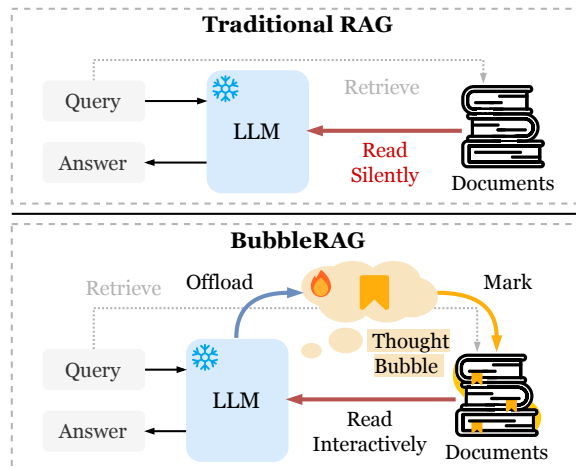 Traditional RAG
Query
Retrieve
LLM
Answer
Read
Silently
Documents
BubbleRAG
Offload
Mark
Retrieve
Thought
Bubble
Query
LLM
Answer
Read
Interactively
Documents